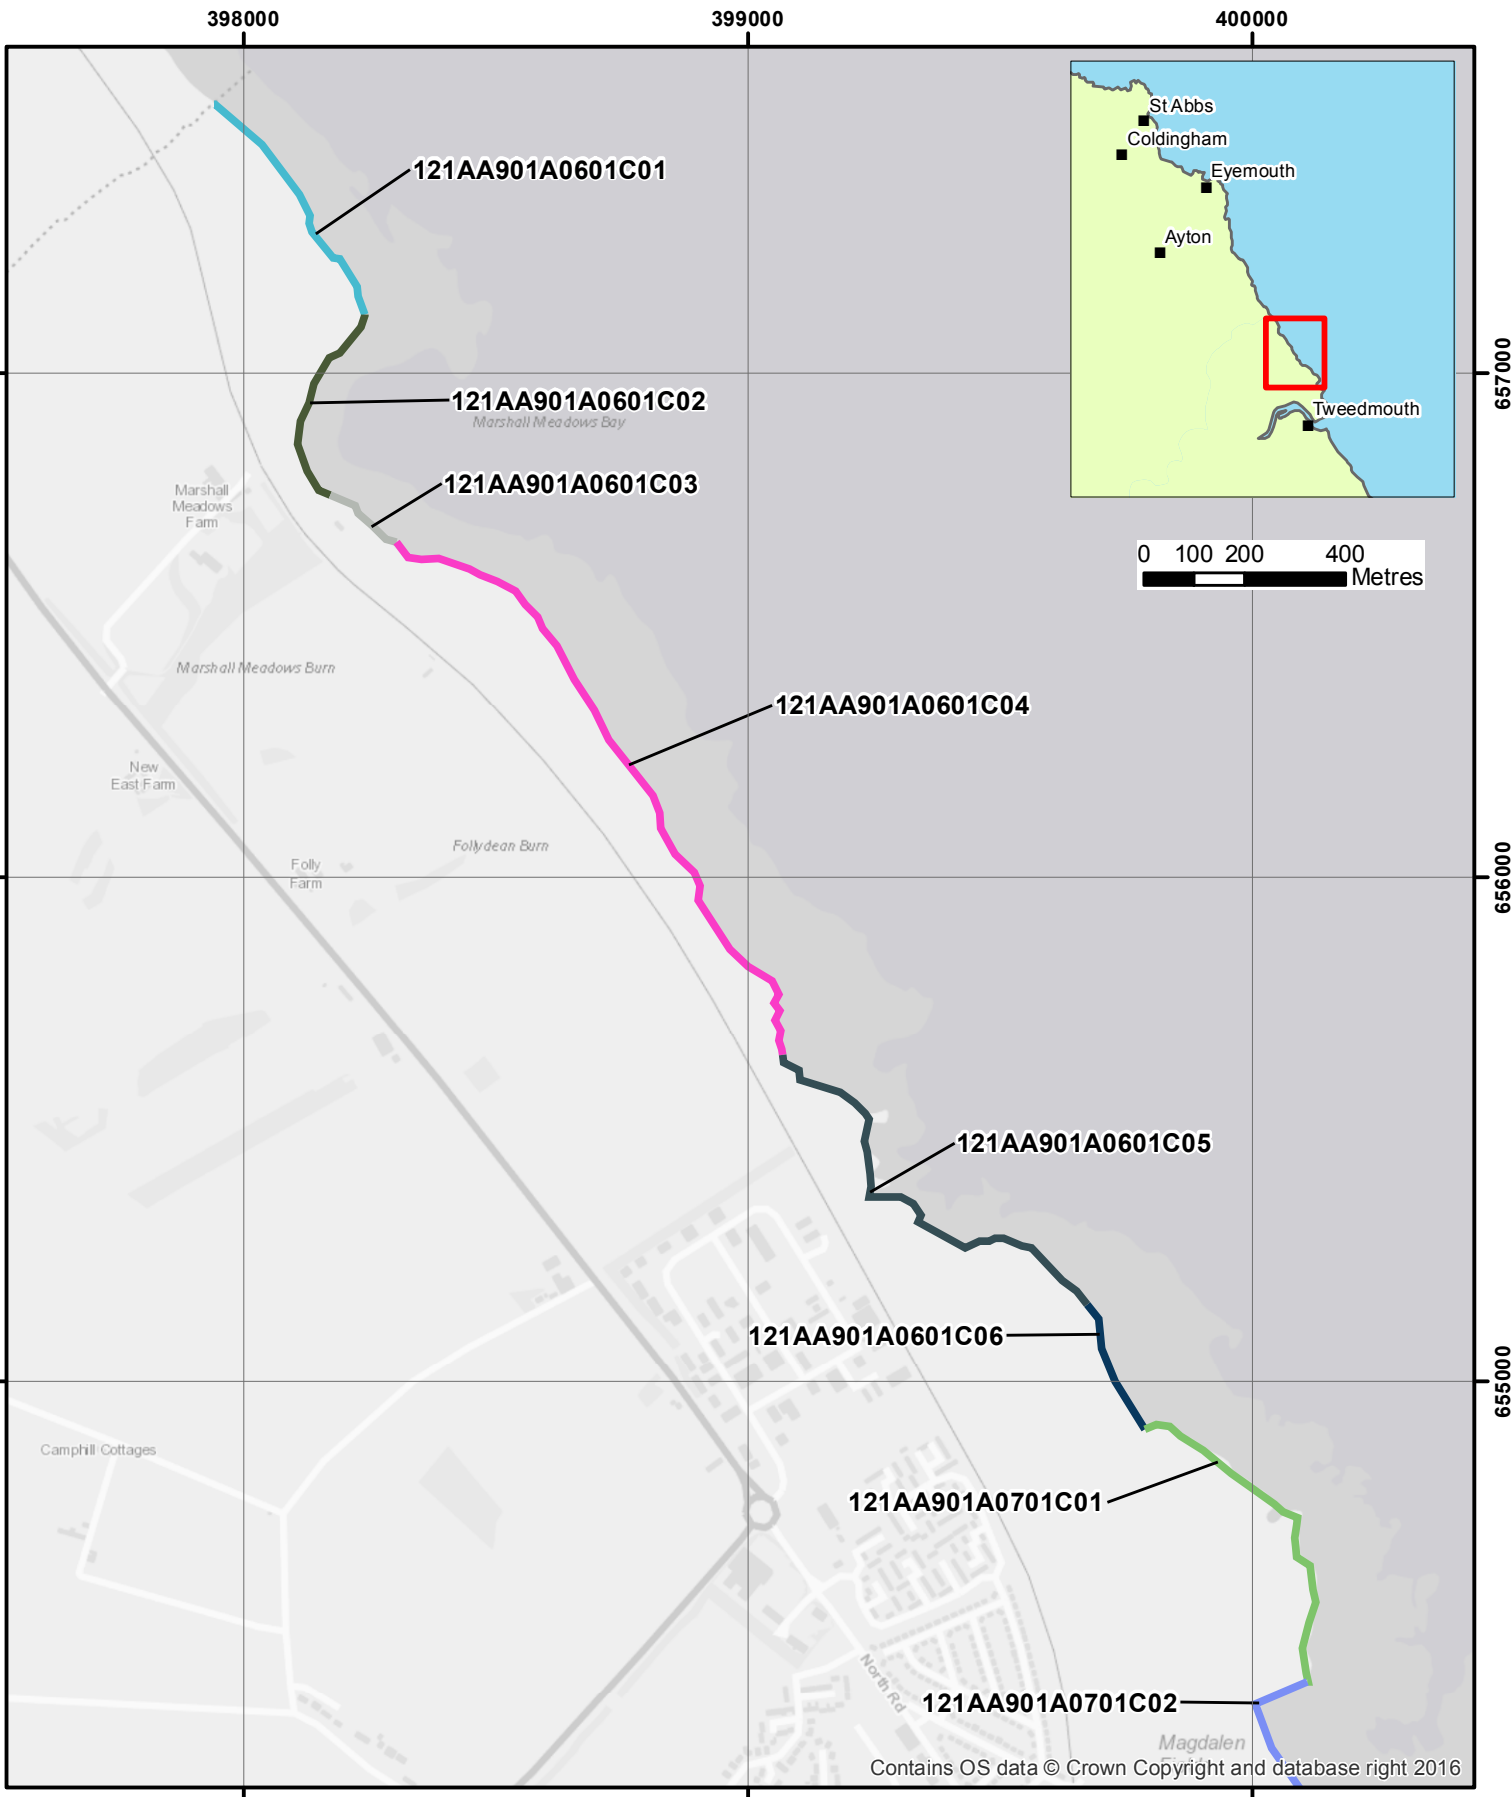 398000
399000
400000
St Abbs
Coldingham
Eyemouth
Ayton
Tweedmouth
121AA901A0601C01
657000
121AA901A0601C02
Marshall Meadows Bay
121AA901A0601C03
Marshall
Meadows
Farm
0 100 200 400
Metres
Marshall Meadows Burn
121AA901A0601C04
New
East Farm
Follydean Burn
Folly
Farm
656000
121AA901A0601C05
121AA901A0601C06
655000
Camphill Cottages
121AA901A0701C01
North Rd
121AA901A0701C02
Magdalen
Contains OS data © Crown Copyright and database right 2016